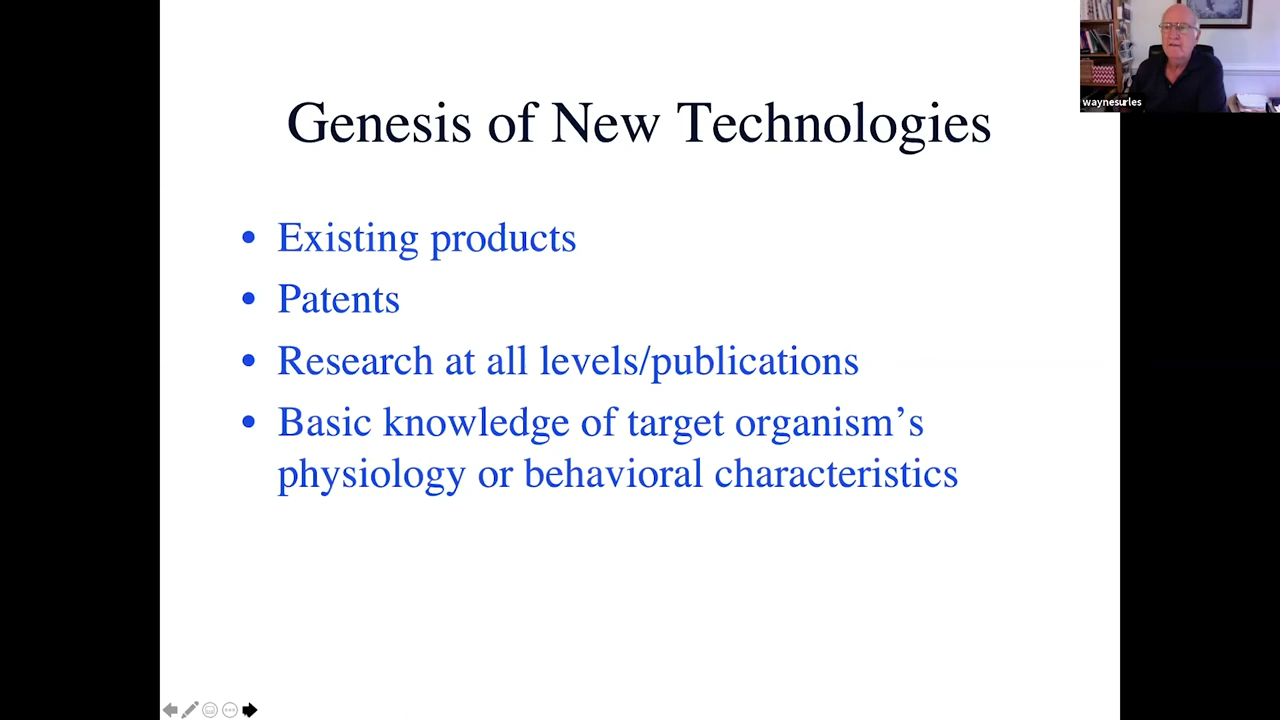 waynesurles
Genesis of New Technologies
• Existing products
• Patents
• Research at all levels/publications
• Basic knowledge of target organism’s
physiology or behavioral characteristics